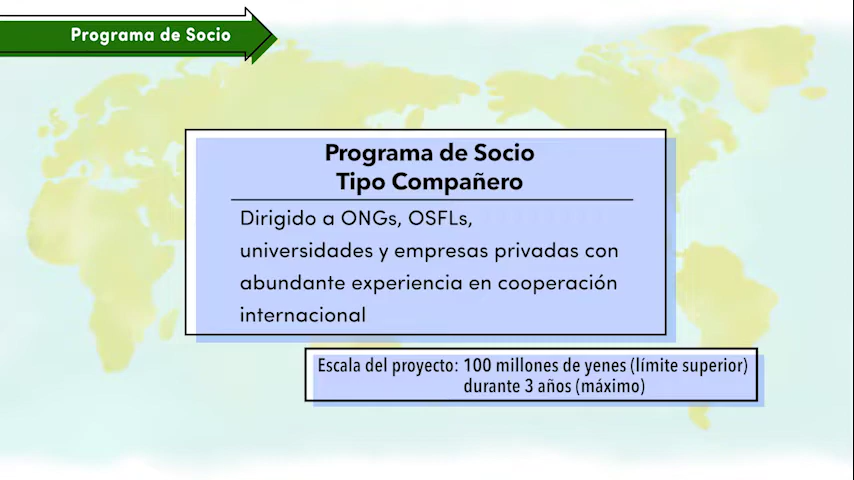 Programa de Socio
Programa de Socio
Tipo Compañero
Dirigido a ONGs, OSFLs,
universidades y empresas privadas con
abundante experiencia en cooperación
internacional
Escala del proyecto: 100 millones de yenes (límite superior)
durante 3 años (máximo)